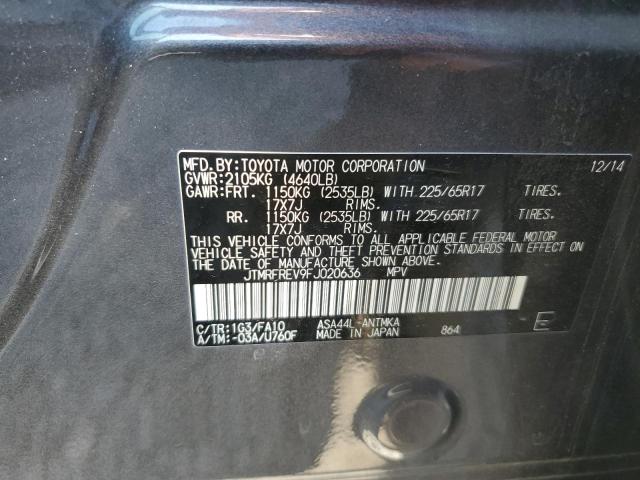 MFD.BY:TOYOTA MOTOR CORPORATION 12/14
GVWR:2105KG (4640LB)
GAWR:FRT. 1150KG (2535LB) WITH 225/65R17 TIRES.
17X7J RIMS.
RR. 1150KG (2535LB) WITH 225/65R17 TIRES.
17X7J RIMS.
THIS VEHICLE CONFORMS TO ALL APPLICABLE FEDERAL MOTOR
VEHICLE SAFETY AND THEFT PREVENTION STANDARDS IN EFFECT
ON THE DATE OF MANUFACTURE SHOWN ABOVE.
JTMRFREV9FJ020636 MPV
C/TR:1G3/FA10 ASA44L-ANTMKA
A/TM:-03A/U760F MADE IN JAPAN 864
E